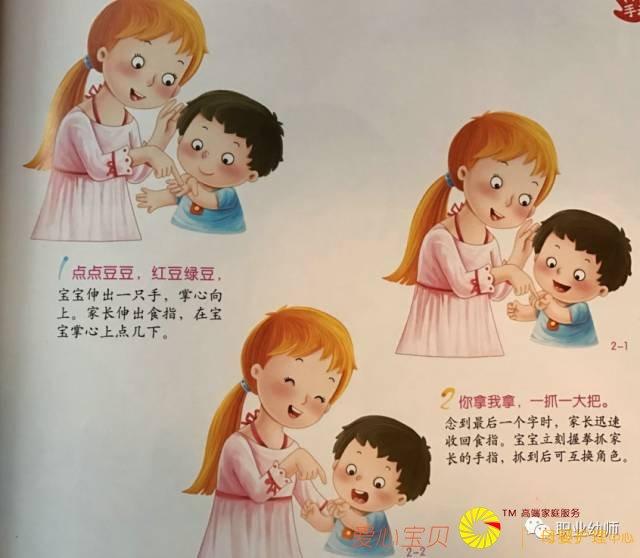 手
1 点点豆豆，红豆绿豆，
宝宝伸出一只手，掌心向
上。家长伸出食指，在宝
宝掌心上点几下。
2-1
2 你拿我拿，一抓一大把。
念到最后一个字时，家长迅速
收回食指。宝宝立刻握拳抓家
长的手指，抓到后可互换角色。
2-2
TM 高端家庭服务
爱心宝贝
职业幼师
中心